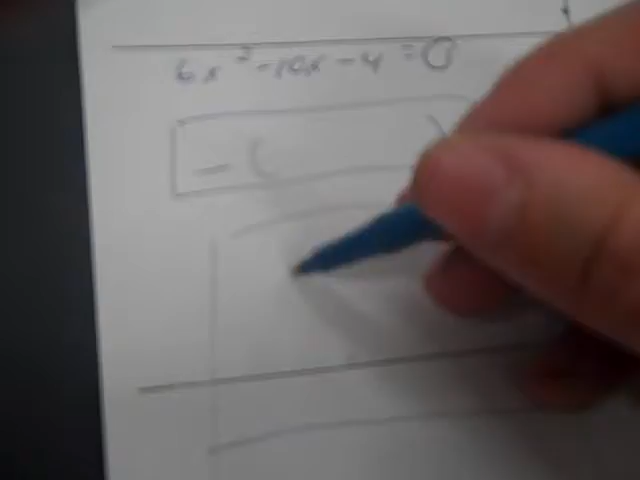 6x² -10x - 4 = 0
- ( )